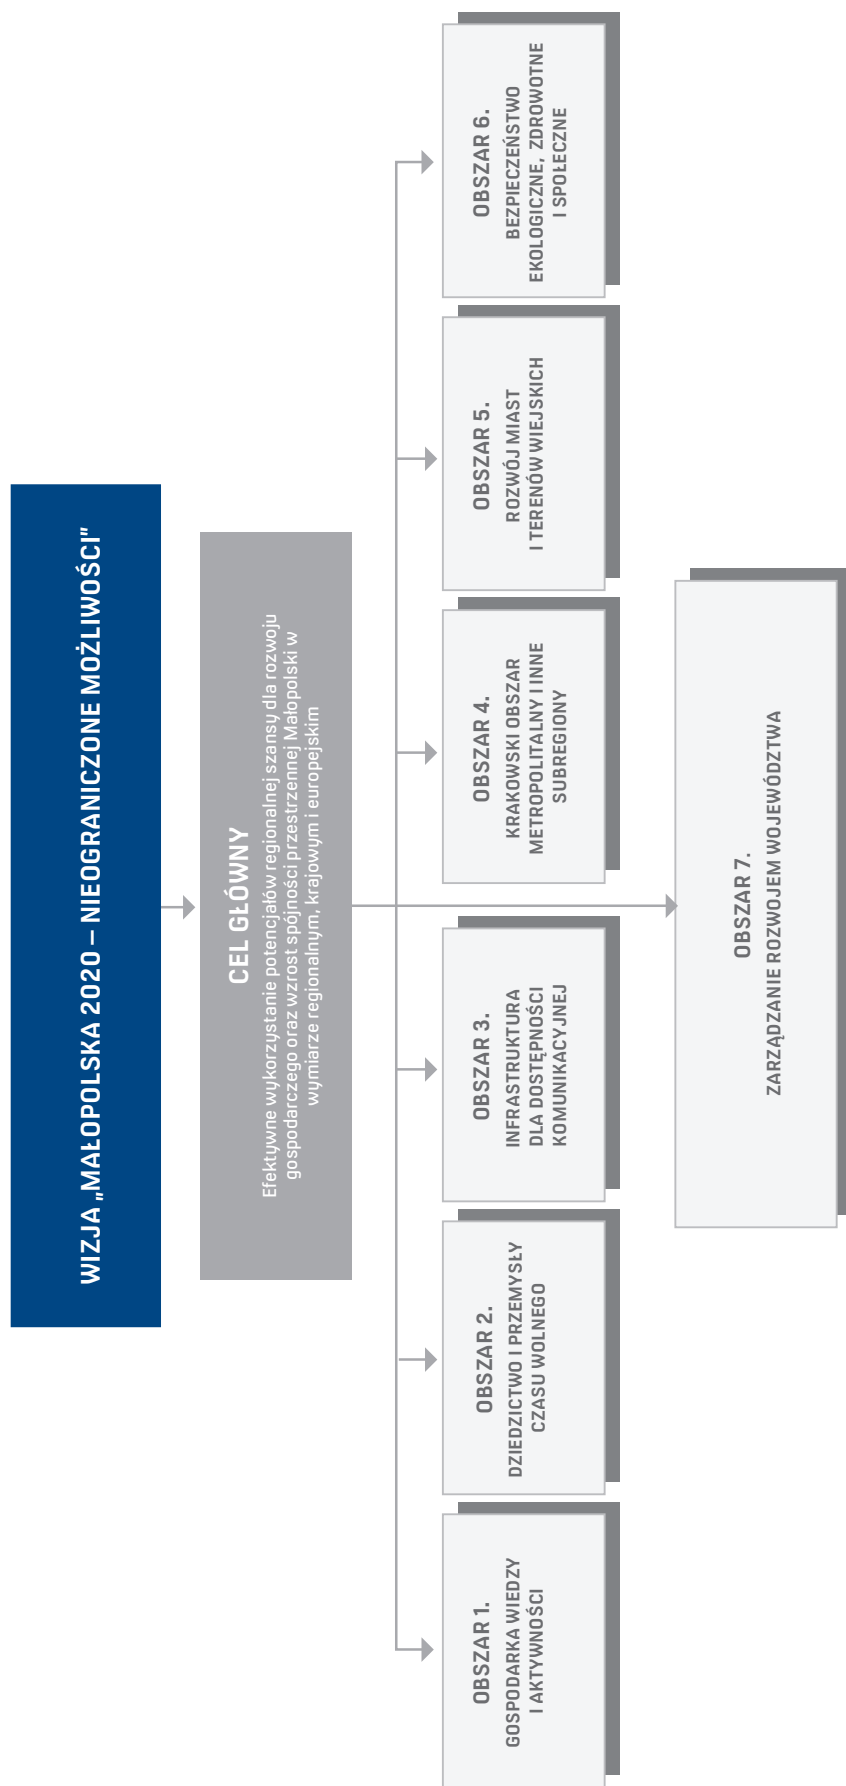 WIZJA „MAŁOPOLSKA 2020 – NIEOGRANICZONE MOŻLIWOŚCI"
CEL GŁÓWNY
Efektywne wykorzystanie potencjałów regionalnej szansy dla rozwoju
gospodarczego oraz wzrost spójności przestrzennej Małopolski w
wymiarze regionalnym, krajowym i europejskim
OBSZAR 1.
GOSPODARKA WIEDZY
I AKTYWNOŚCI
OBSZAR 2.
DZIEDZICTWO I PRZEMYSŁY
CZASU WOLNEGO
OBSZAR 3.
INFRASTRUKTURA
DLA DOSTĘPNOŚCI
KOMUNIKACYJNEJ
OBSZAR 4.
KRAKOWSKI OBSZAR
METROPOLITALNY I INNE
SUBREGIONY
OBSZAR 5.
ROZWÓJ MIAST
I TERENÓW WIEJSKICH
OBSZAR 6.
BEZPIECZEŃSTWO
EKOLOGICZNE, ZDROWOTNE
I SPOŁECZNE
OBSZAR 7.
ZARZĄDZANIE ROZWOJEM WOJEWÓDZTWA